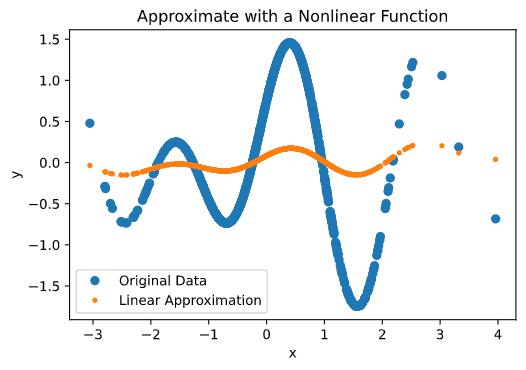 Approximate with a Nonlinear Function
1.5
1.0
0.5
0.0
−0.5
−1.0
−1.5
y
Original Data
Linear Approximation
−3 −2 −1 0 1 2 3 4
x